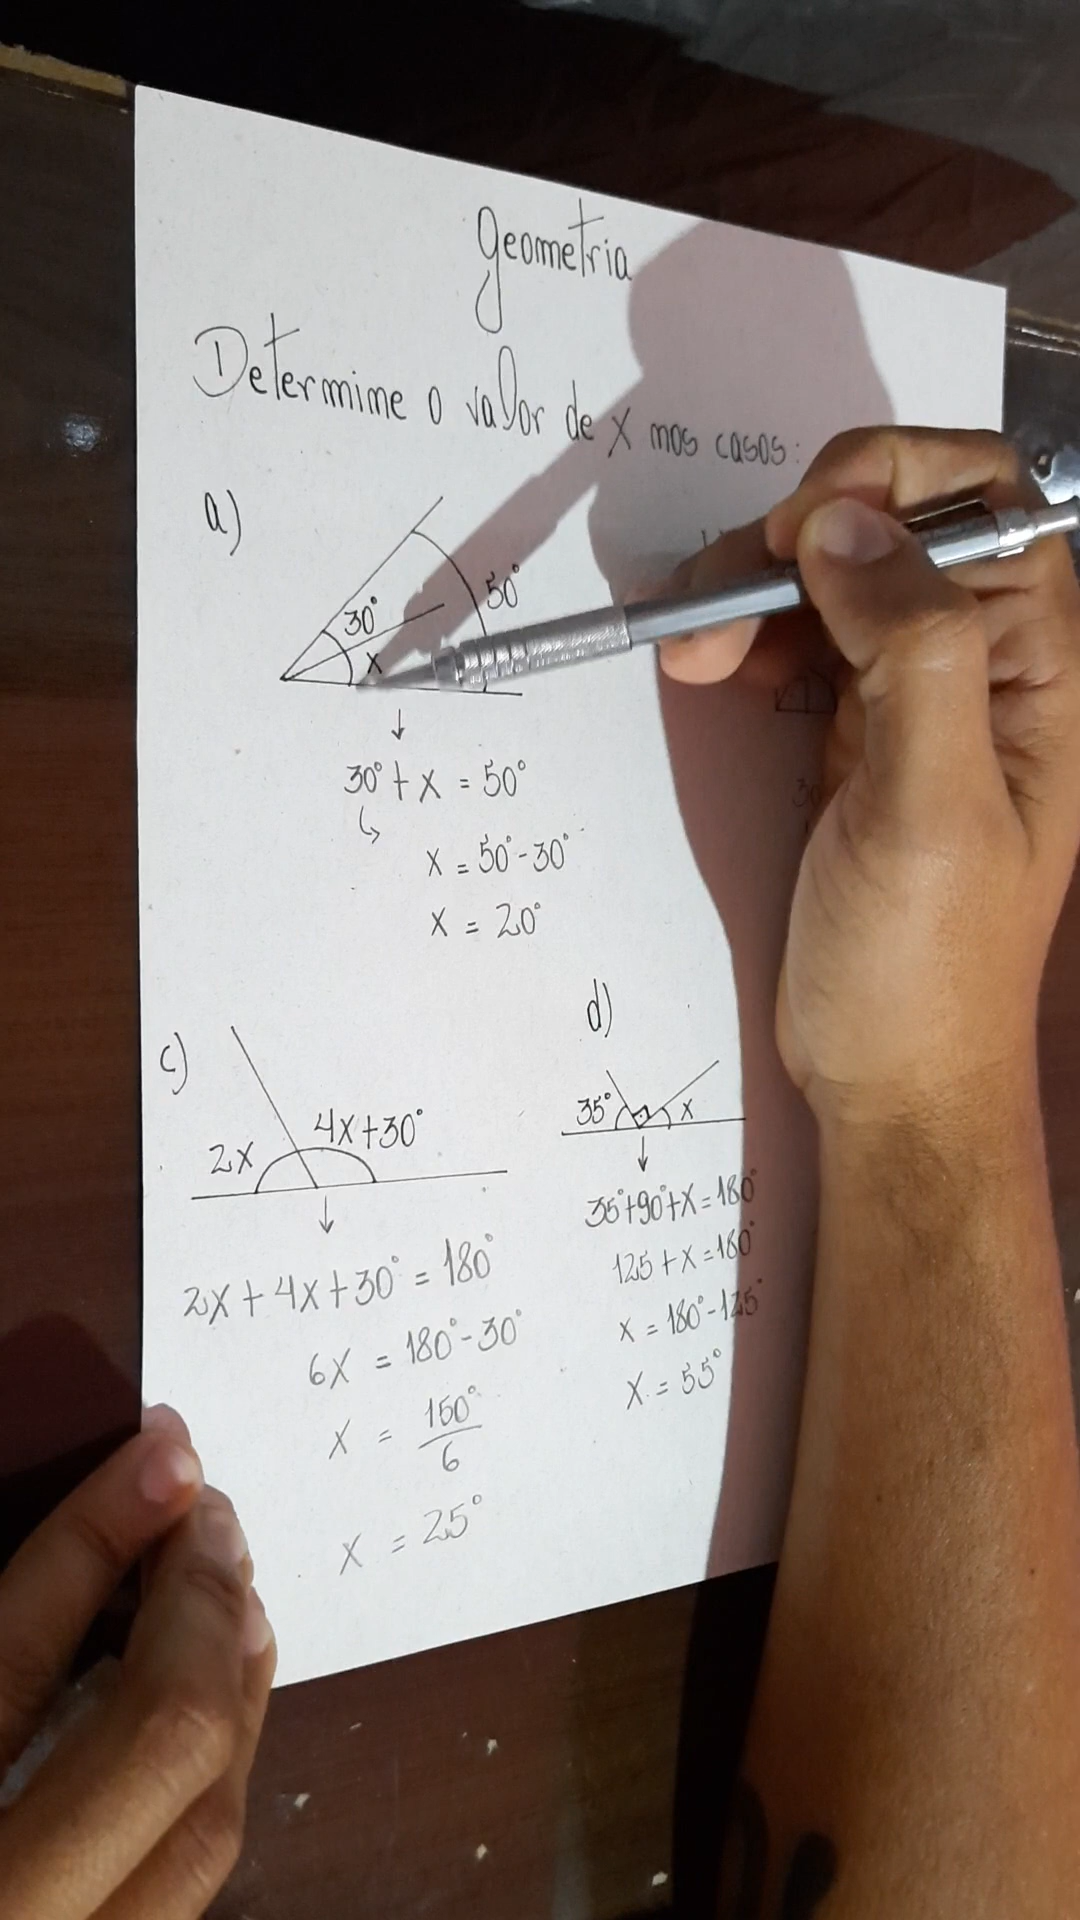 Geometria
Determine o valor de x nos casos:
a)
30°
50°
x
30° + x = 50°
x = 50° - 30°
x = 20°
c)
2x
4x+30°
2x + 4x + 30° = 180°
6x = 180° - 30°
x = 150°/6
x = 25°
d)
35°
x
35°+90°+x=180°
125 + x = 180°
x = 180° - 125°
x = 55°